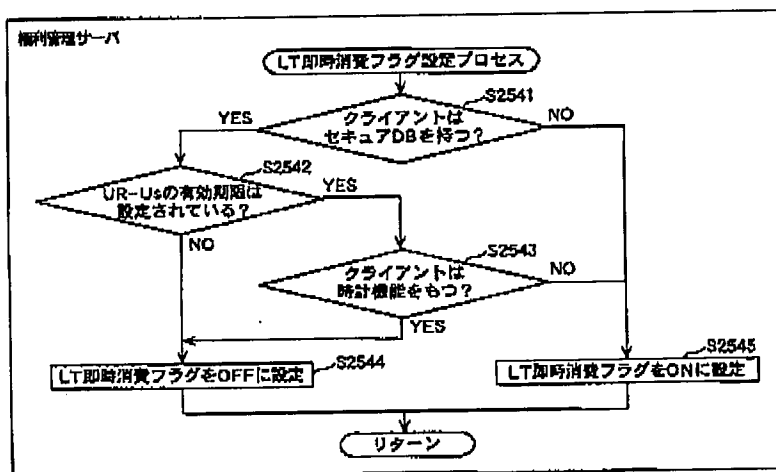 権利管理サーバ
LT即時消費フラグ設定プロセス
S2541
クライアントは
セキュアDBを持つ？
YES
NO
S2542
UR-Usの有効期限は
設定されている？
YES
NO
S2543
クライアントは
時計機能をもつ？
NO
YES
S2544
LT即時消費フラグをOFFに設定
S2545
LT即時消費フラグをONに設定
リターン